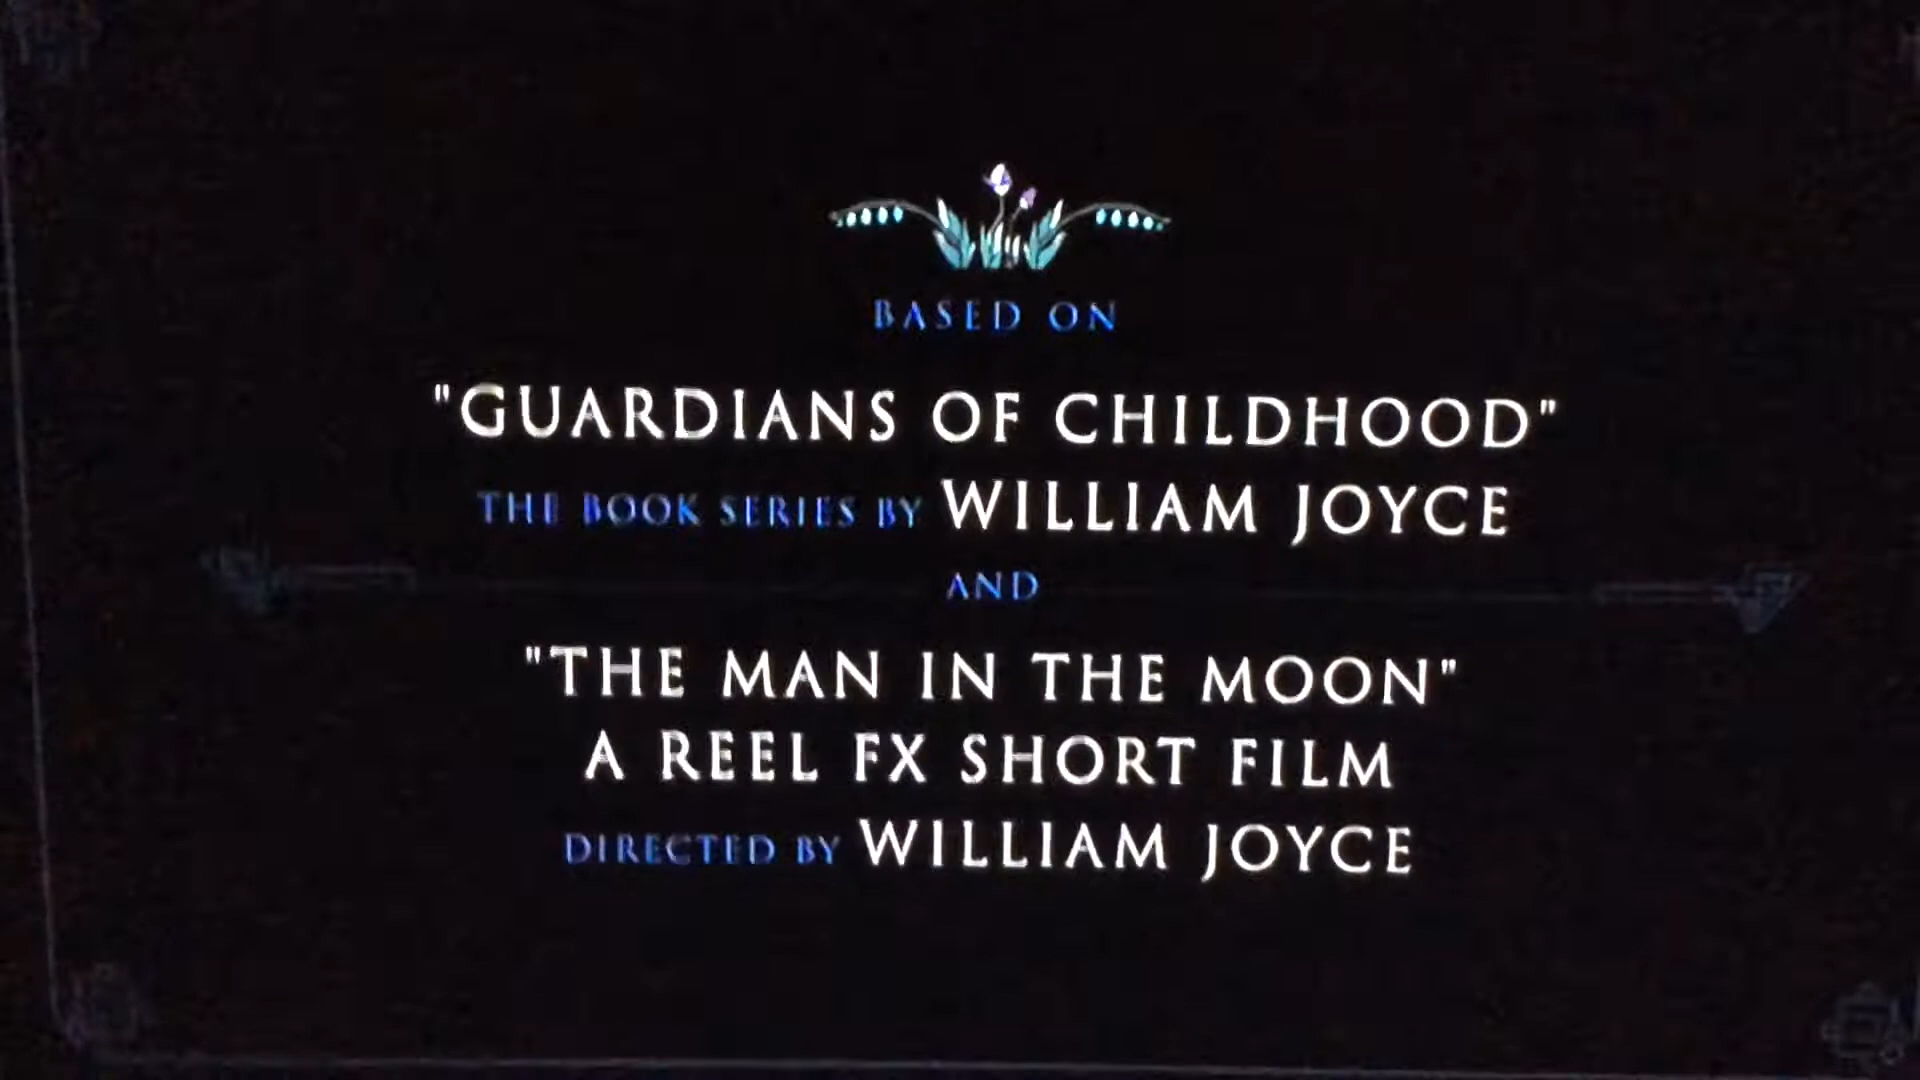 BASED ON
"GUARDIANS OF CHILDHOOD"
THE BOOK SERIES BY WILLIAM JOYCE
AND
"THE MAN IN THE MOON"
A REEL FX SHORT FILM
DIRECTED BY WILLIAM JOYCE